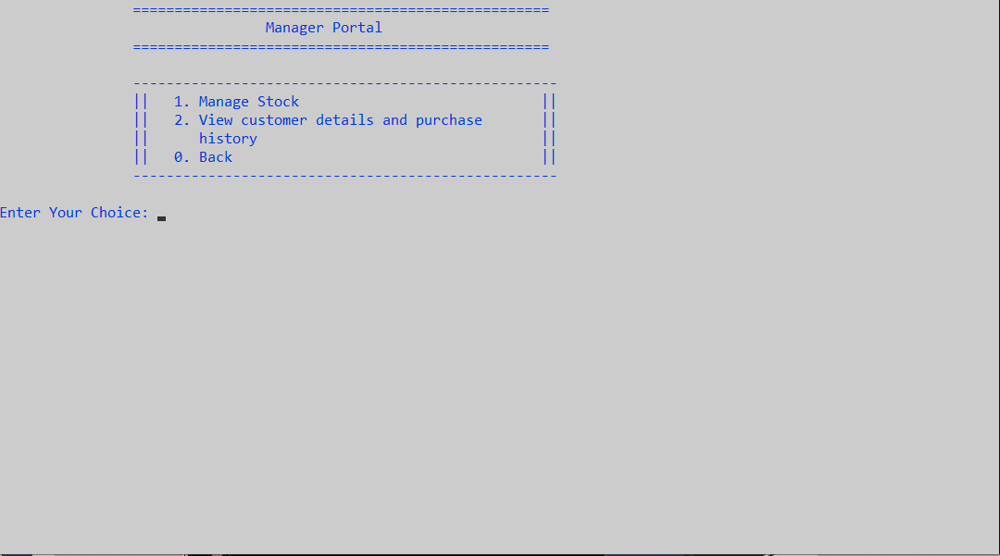 ==================================================
Manager Portal
==================================================
---------------------------------------------------
|| 1. Manage Stock ||
|| 2. View customer details and purchase ||
|| history ||
|| 0. Back ||
---------------------------------------------------
Enter Your Choice: